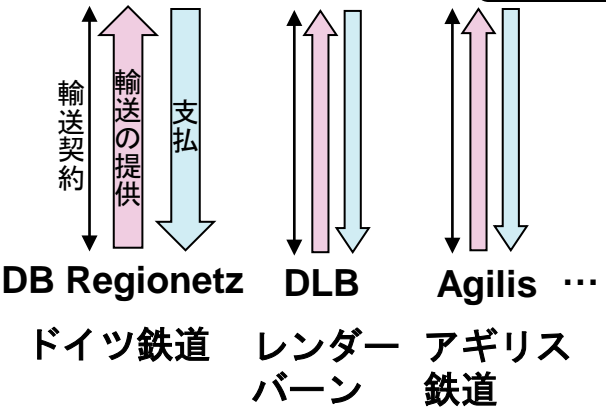 輸送契約
輸送の提供
支払
DB Regionetz
DLB
Agilis …
ドイツ鉄道
レンダー
バーン
アギリス
鉄道